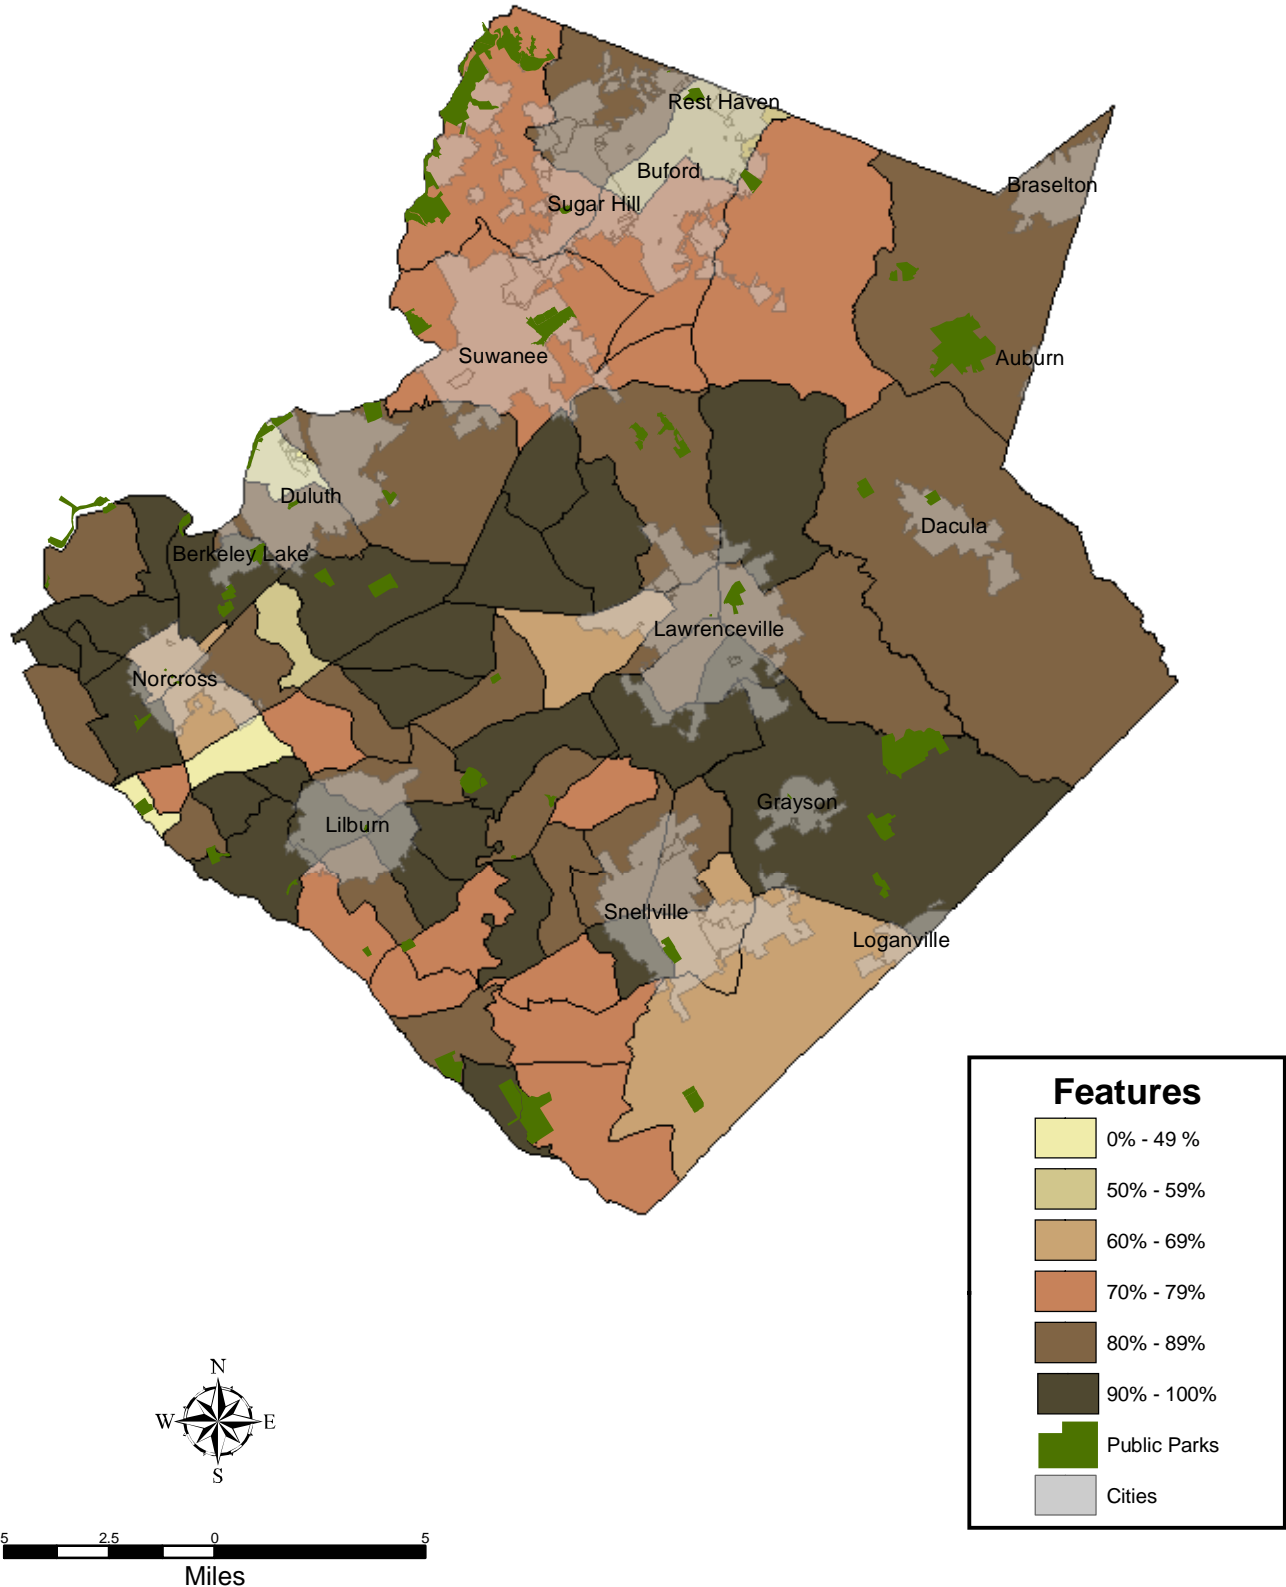 Rest Haven
Buford
Braselton
Sugar Hill
Suwanee
Auburn
Duluth
Dacula
Berkeley Lake
Lawrenceville
Norcross
Grayson
Lilburn
Snellville
Loganville
Features
0% - 49 %
50% - 59%
60% - 69%
70% - 79%
80% - 89%
90% - 100%
Public Parks
Cities
N
W E
S
5 2.5 0 5
Miles